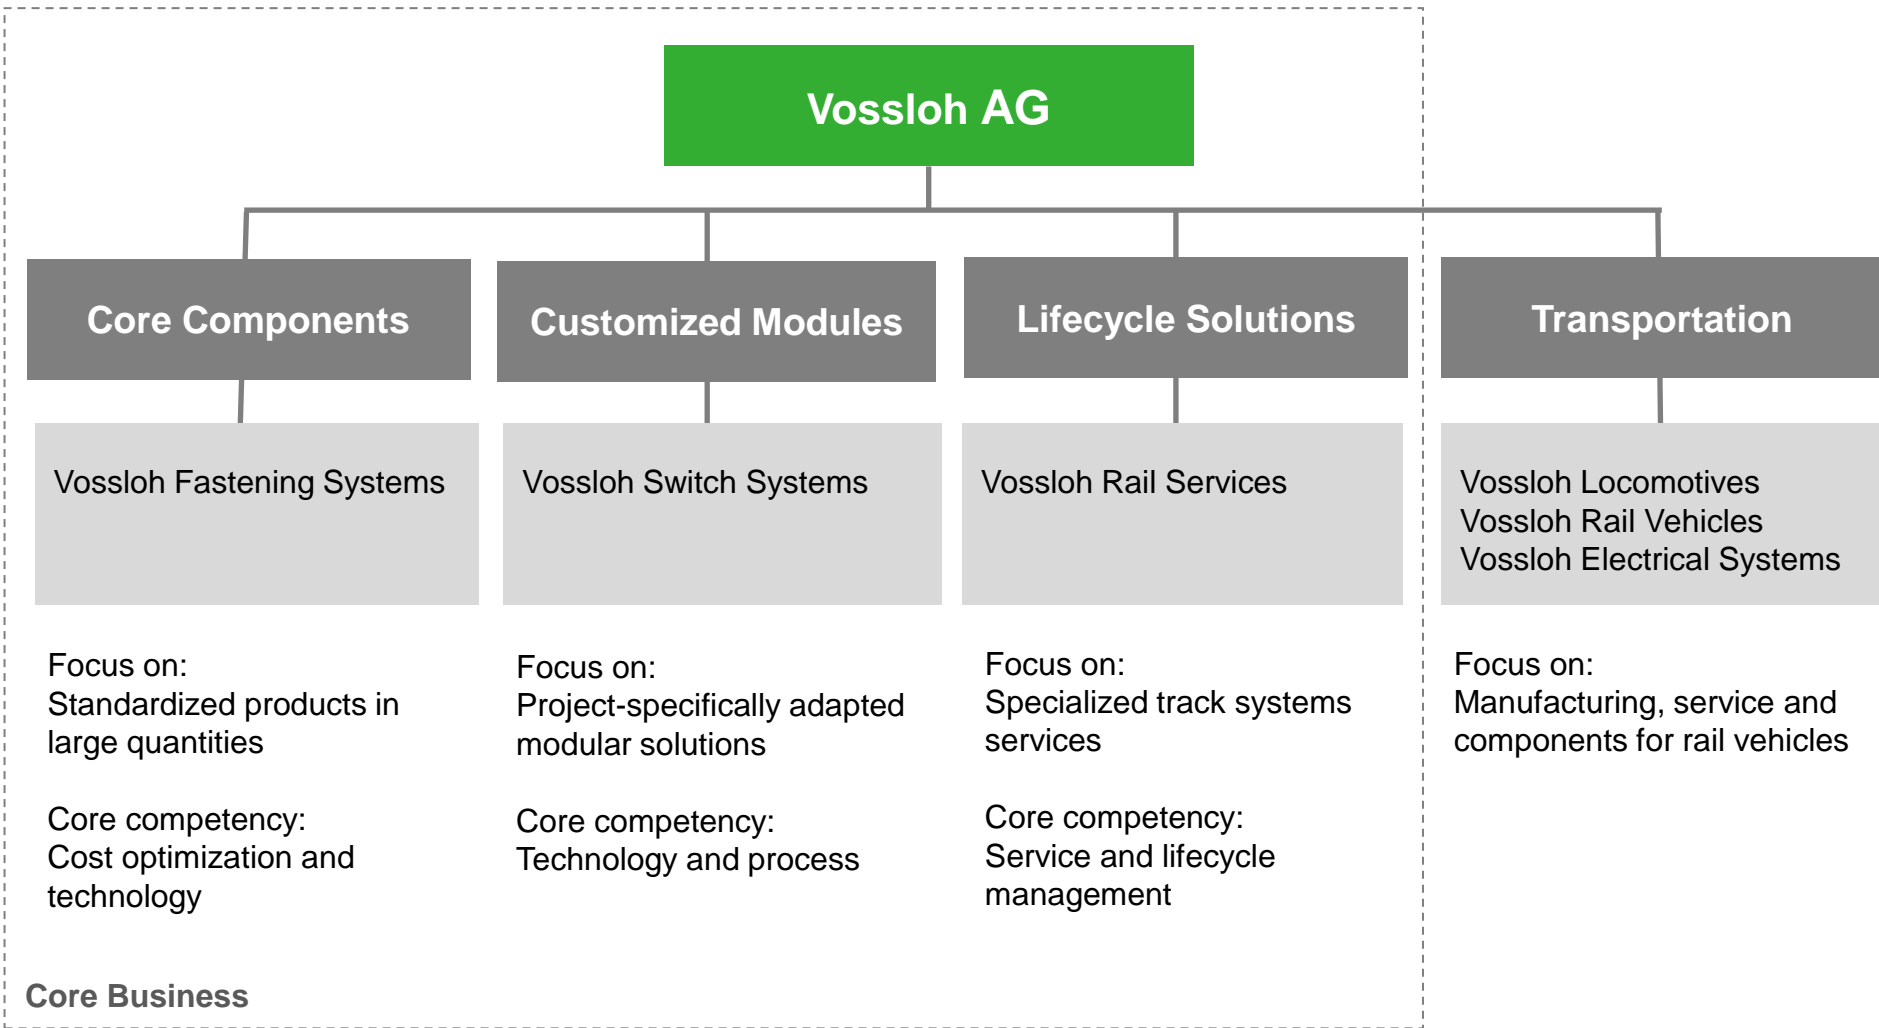 Vossloh AG
Core Components
Customized Modules
Lifecycle Solutions
Transportation
Vossloh Fastening Systems
Vossloh Switch Systems
Vossloh Rail Services
Vossloh Locomotives
Vossloh Rail Vehicles
Vossloh Electrical Systems
Focus on:
Standardized products in
large quantities
Core competency:
Cost optimization and
technology
Focus on:
Project-specifically adapted
modular solutions
Core competency:
Technology and process
Focus on:
Specialized track systems
services
Core competency:
Service and lifecycle
management
Focus on:
Manufacturing, service and
components for rail vehicles
Core Business